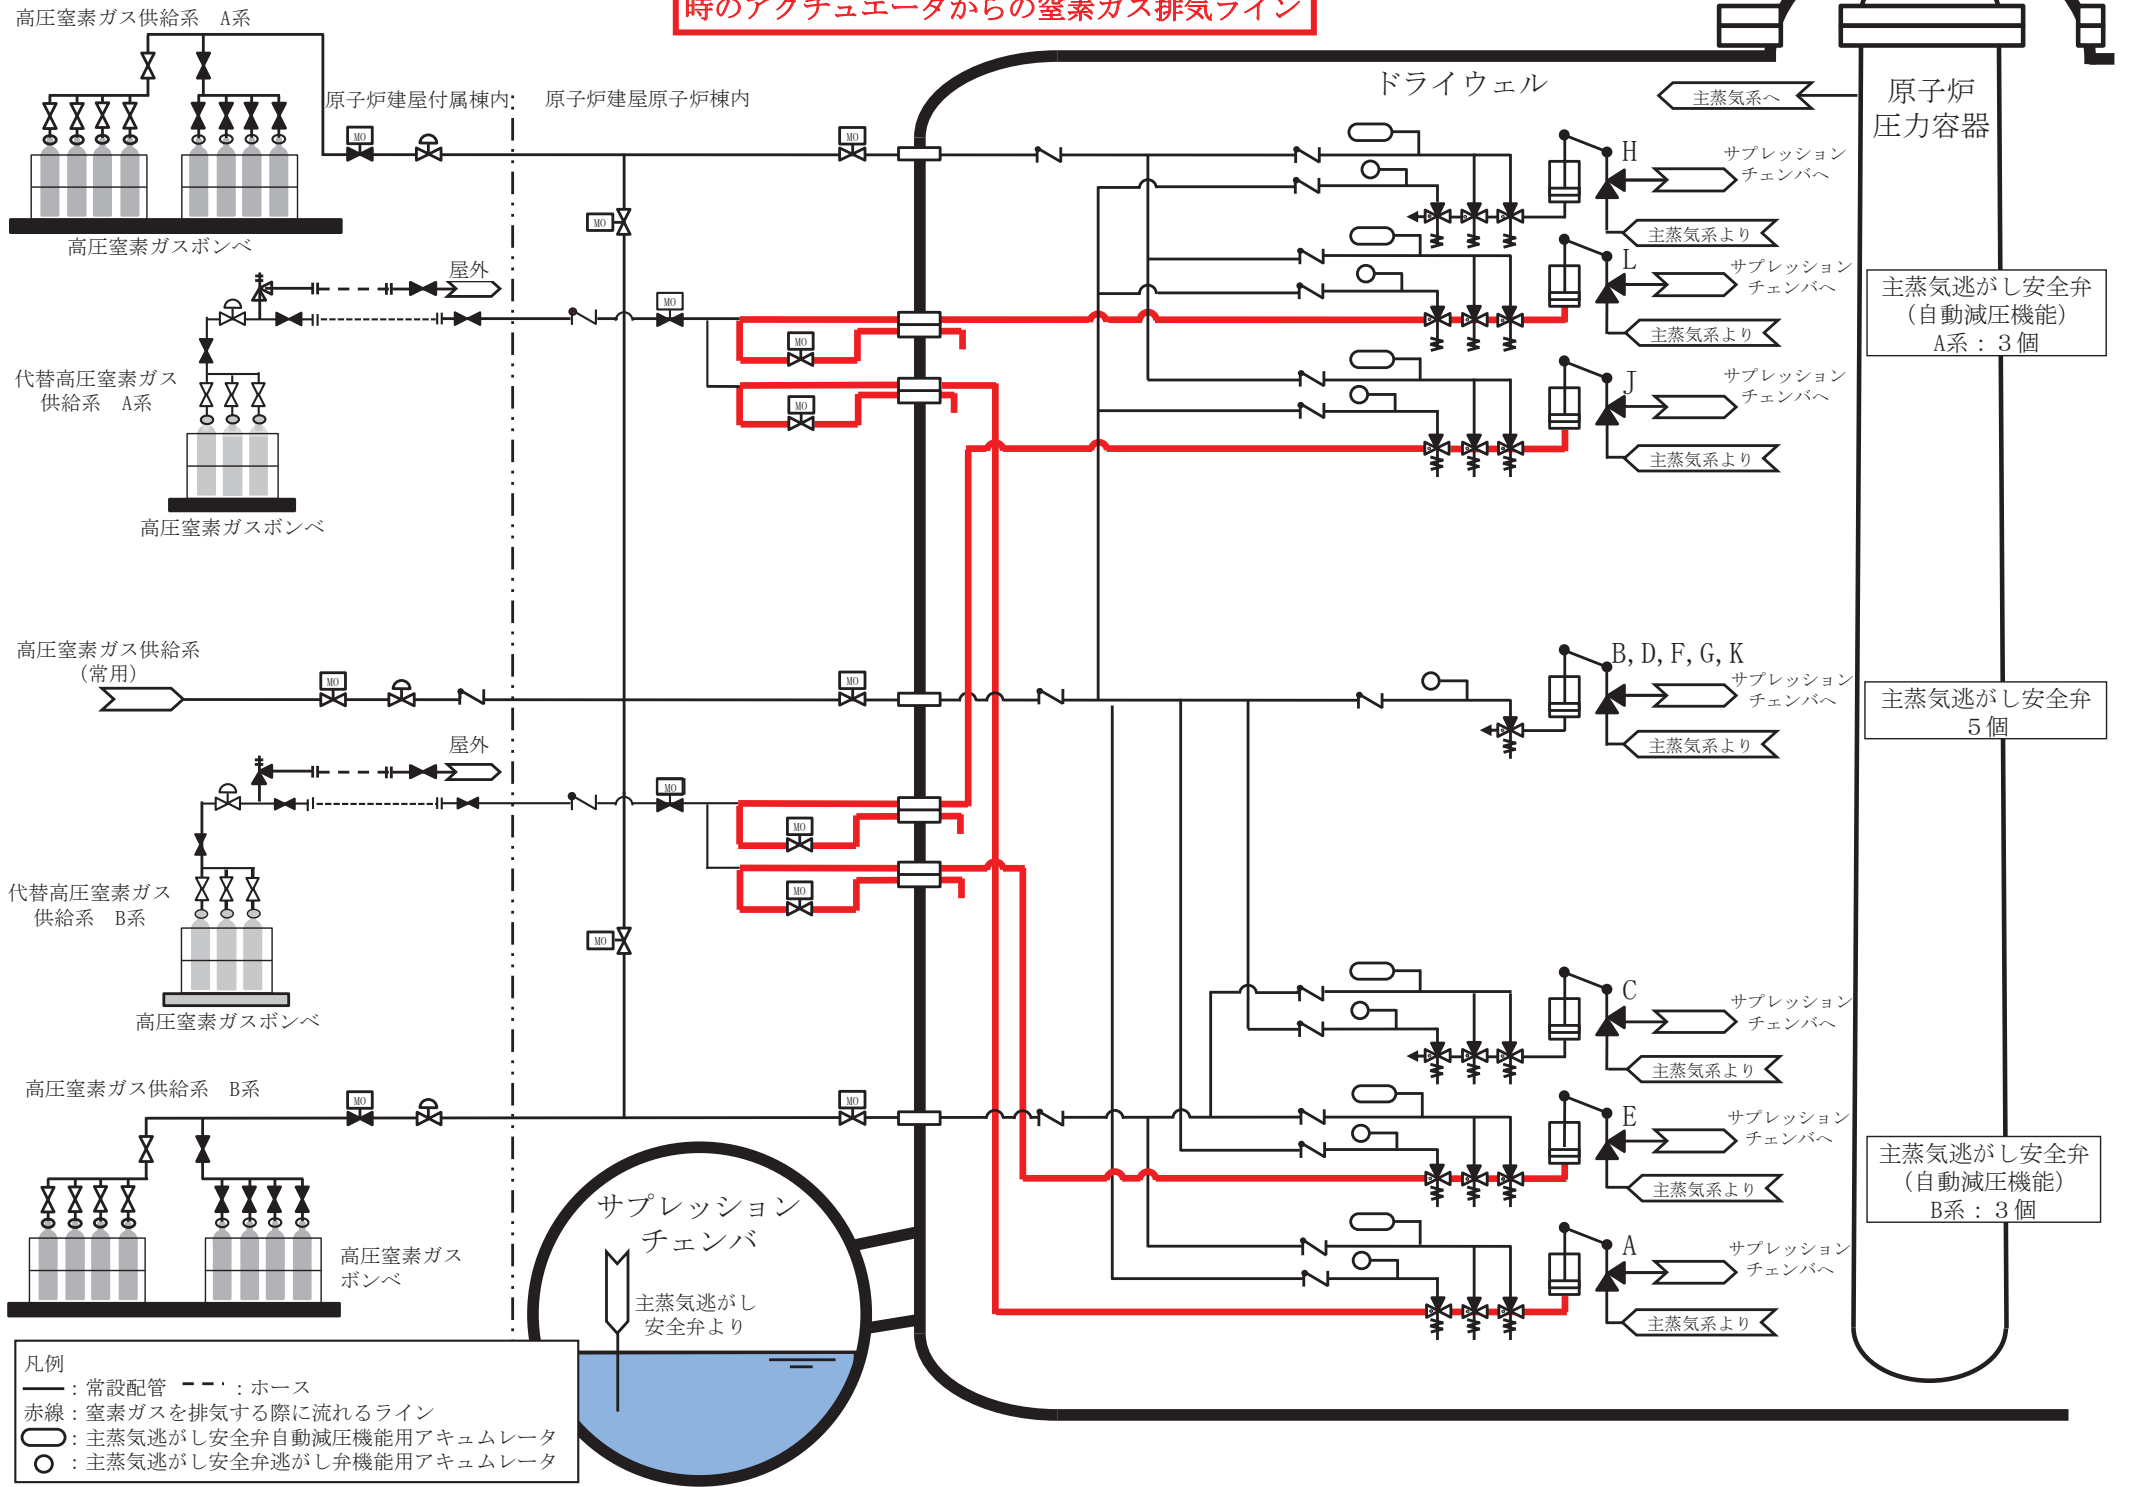 時のアクチュエータからの窒素ガス排気ライン
高圧窒素ガス供給系 A系
原子炉建屋付属棟内
原子炉建屋原子炉棟内
ドライウェル
主蒸気系へ
原子炉
圧力容器
MO
MO
H
サプレッション
チェンバへ
主蒸気系より
MO
高圧窒素ガスボンベ
屋外
L
サプレッション
チェンバへ
主蒸気系より
主蒸気逃がし安全弁
(自動減圧機能)
A系:3個
MO
MO
代替高圧窒素ガス
供給系 A系
MO
J
サプレッション
チェンバへ
主蒸気系より
高圧窒素ガスボンベ
高圧窒素ガス供給系
(常用)
MO
MO
B, D, F, G, K
サプレッション
チェンバへ
主蒸気系より
主蒸気逃がし安全弁
5個
屋外
MO
MO
代替高圧窒素ガス
供給系 B系
MO
MO
高圧窒素ガスボンベ
C
サプレッション
チェンバへ
主蒸気系より
高圧窒素ガス供給系 B系
MO
MO
E
サプレッション
チェンバへ
主蒸気系より
主蒸気逃がし安全弁
(自動減圧機能)
B系:3個
高圧窒素ガス
ボンベ
サプレッション
チェンバ
主蒸気逃がし
安全弁より
A
サプレッション
チェンバへ
主蒸気系より
凡例
:常設配管 :ホース
赤線:窒素ガスを排気する際に流れるライン
:主蒸気逃がし安全弁自動減圧機能用アキュムレータ
:主蒸気逃がし安全弁逃がし弁機能用アキュムレータ